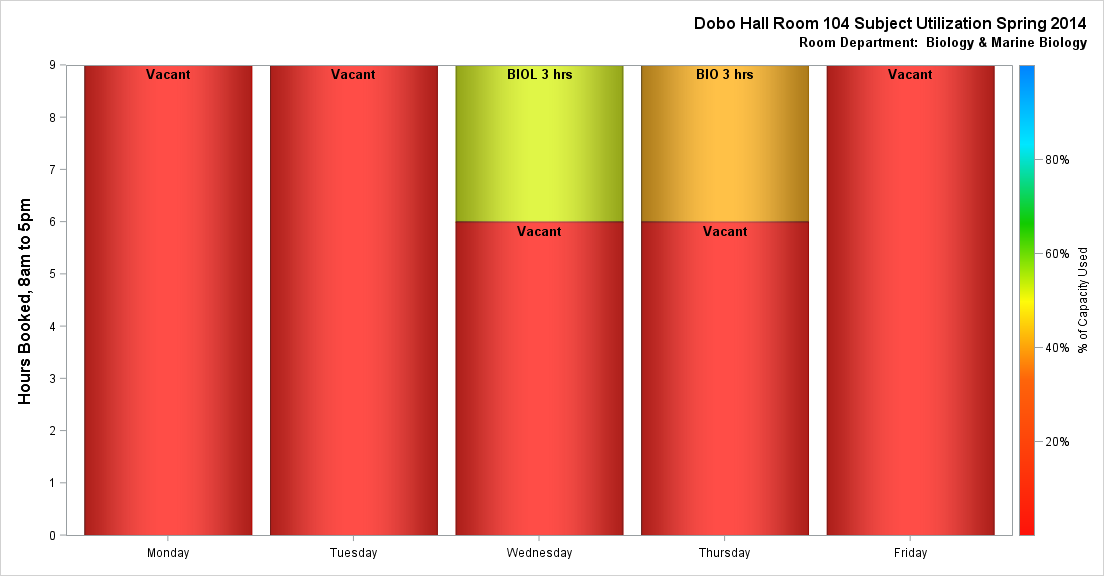 Dobo Hall Room 104 Subject Utilization Spring 2014
Room Department: Biology & Marine Biology
Hours Booked, 8am to 5pm
9
8
7
6
5
4
3
2
1
0
Vacant
Vacant
BIOL 3 hrs
BIO 3 hrs
Vacant
Vacant
Vacant
Monday
Tuesday
Wednesday
Thursday
Friday
80%
60%
40%
20%
% of Capacity Used